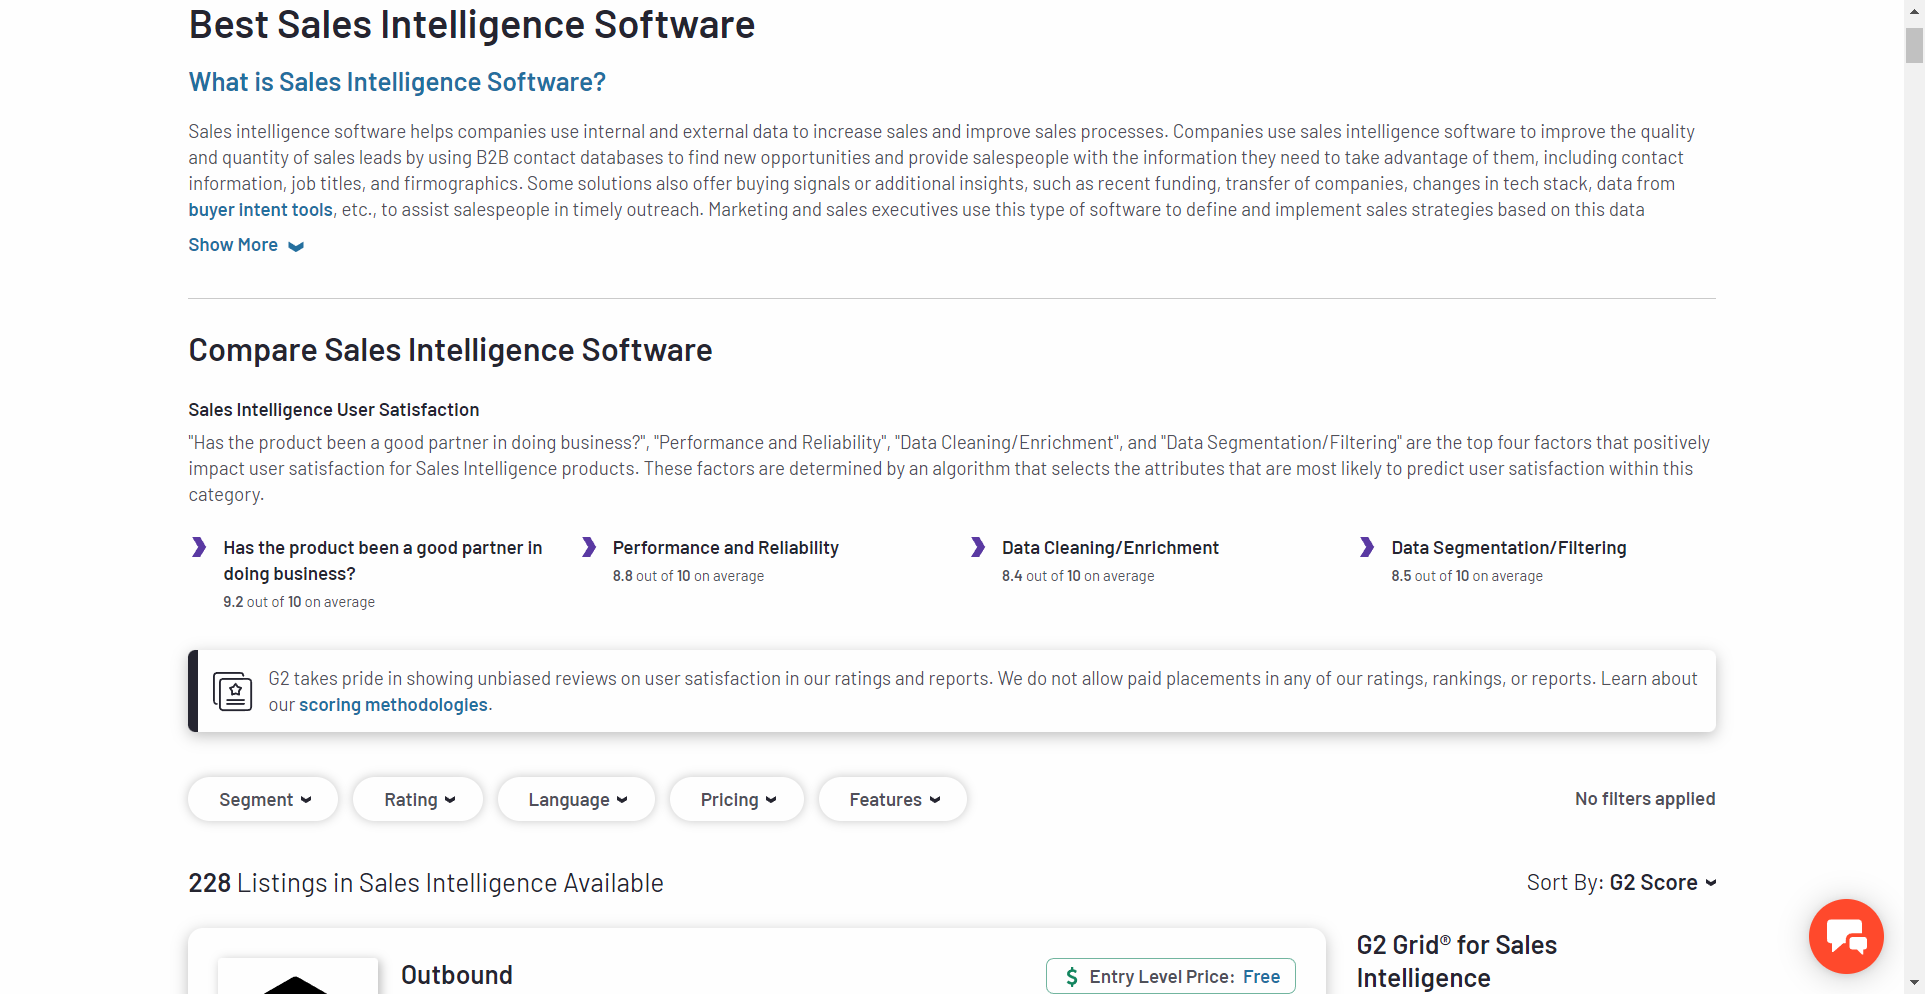 Best Sales Intelligence Software
What is Sales Intelligence Software?
Sales intelligence software helps companies use internal and external data to increase sales and improve sales processes. Companies use sales intelligence software to improve the quality
and quantity of sales leads by using B2B contact databases to find new opportunities and provide salespeople with the information they need to take advantage of them, including contact
information, job titles, and firmographics. Some solutions also offer buying signals or additional insights, such as recent funding, transfer of companies, changes in tech stack, data from
buyer intent tools, etc., to assist salespeople in timely outreach. Marketing and sales executives use this type of software to define and implement sales strategies based on this data
Show More
Compare Sales Intelligence Software
Sales Intelligence User Satisfaction
"Has the product been a good partner in doing business?", "Performance and Reliability", "Data Cleaning/Enrichment", and "Data Segmentation/Filtering" are the top four factors that positively
impact user satisfaction for Sales Intelligence products. These factors are determined by an algorithm that selects the attributes that are most likely to predict user satisfaction within this
category.
Has the product been a good partner in
doing business?
9.2 out of 10 on average
Performance and Reliability
8.8 out of 10 on average
Data Cleaning/Enrichment
8.4 out of 10 on average
Data Segmentation/Filtering
8.5 out of 10 on average
G2 takes pride in showing unbiased reviews on user satisfaction in our ratings and reports. We do not allow paid placements in any of our ratings, rankings, or reports. Learn about
our scoring methodologies.
Segment
Rating
Language
Pricing
Features
No filters applied
228 Listings in Sales Intelligence Available
Sort By: G2 Score
Outbound
$ Entry Level Price: Free
G2 Grid® for Sales
Intelligence